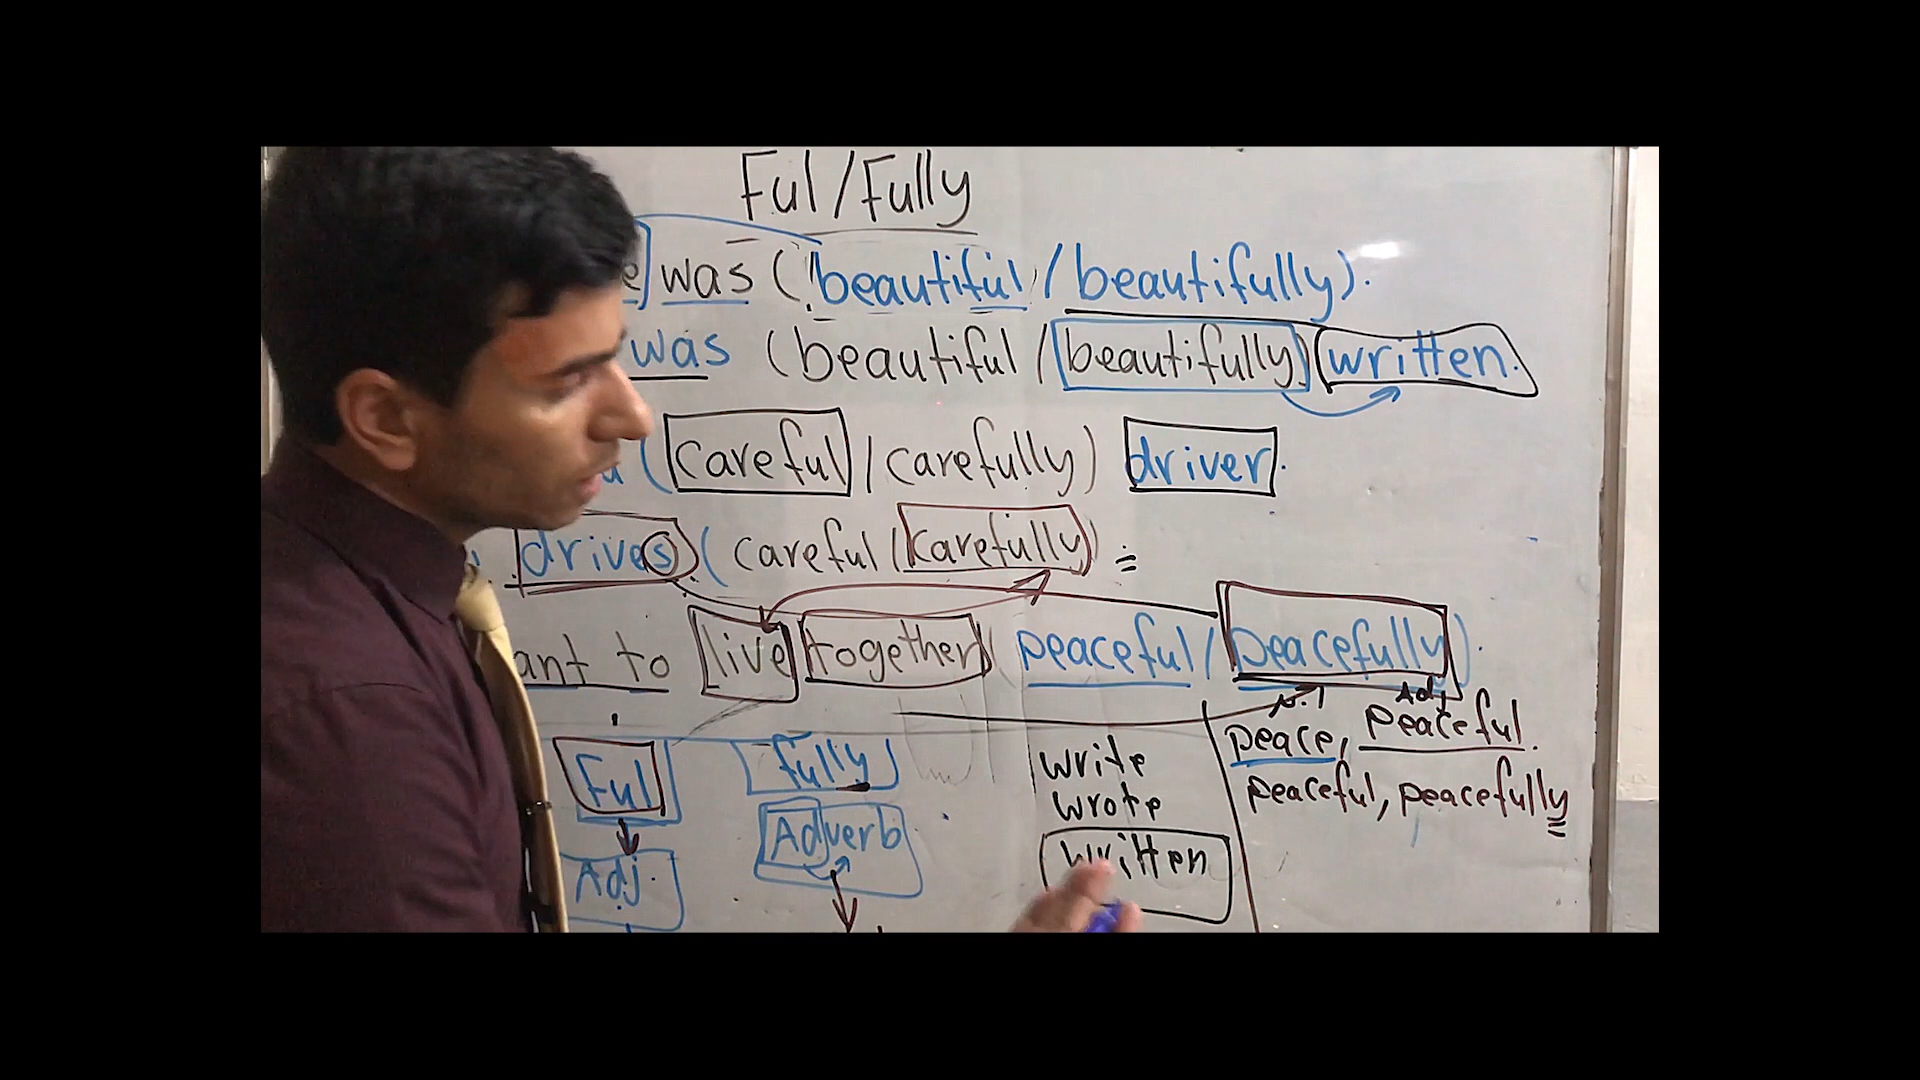 Ful/Fully
was (beautiful/beautifully).
was (beautiful/beautifully) written.
(careful/carefully) driver.
drives (careful/carefully)
to live together (peaceful/peacefully).
Adj
peace, peaceful.
peaceful, peacefully
Ful fully
Adj. Adverb
write
wrote
written